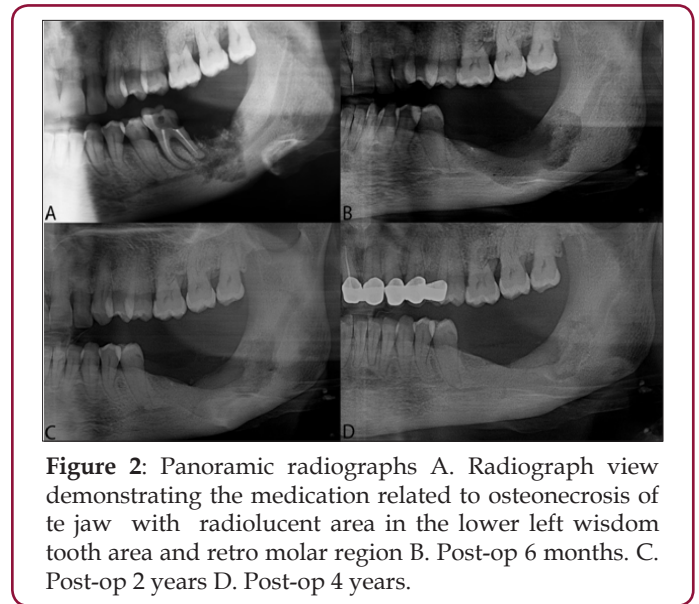 A
B
C
D
Figure 2: Panoramic radiographs A. Radiograph view
demonstrating the medication related to osteonecrosis of
te jaw with radiolucent area in the lower left wisdom
tooth area and retro molar region B. Post-op 6 months. C.
Post-op 2 years D. Post-op 4 years.